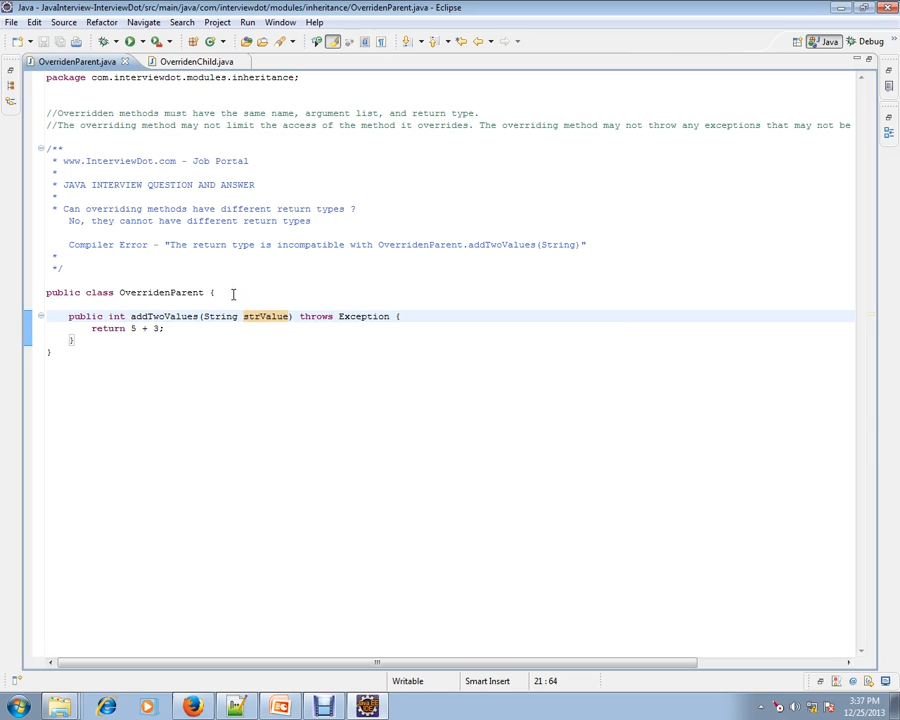 Java - JavaInterview-InterviewDot/src/main/java/com/interviewdot/modules/inheritance/OverridenParent.java - Eclipse
File Edit Source Refactor Navigate Search Project Run Window Help
Java Debug
OverridenParent.java OverridenChild.java
package com.interviewdot.modules.inheritance;
//Overridden methods must have the same name, argument list, and return type.
//The overriding method may not limit the access of the method it overrides. The overriding method may not throw any exceptions that may not be
/**
* www.InterviewDot.com - Job Portal
*
* JAVA INTERVIEW QUESTION AND ANSWER
*
* Can overriding methods have different return types ?
No, they cannot have different return types
Compiler Error - "The return type is incompatible with OverridenParent.addTwoValues(String)"
*
*/
public class OverridenParent {
public int addTwoValues(String strValue) throws Exception {
return 5 + 3;
}
}
Writable Smart Insert 21 : 64
3:37 PM
12/25/2013